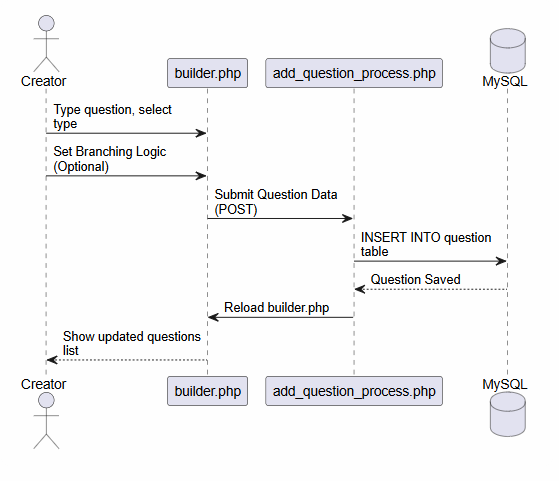 Creator
builder.php
add_question_process.php
MySQL
Type question, select
type
Set Branching Logic
(Optional)
Submit Question Data
(POST)
INSERT INTO question
table
Question Saved
Reload builder.php
Show updated questions
list
Creator
builder.php
add_question_process.php
MySQL